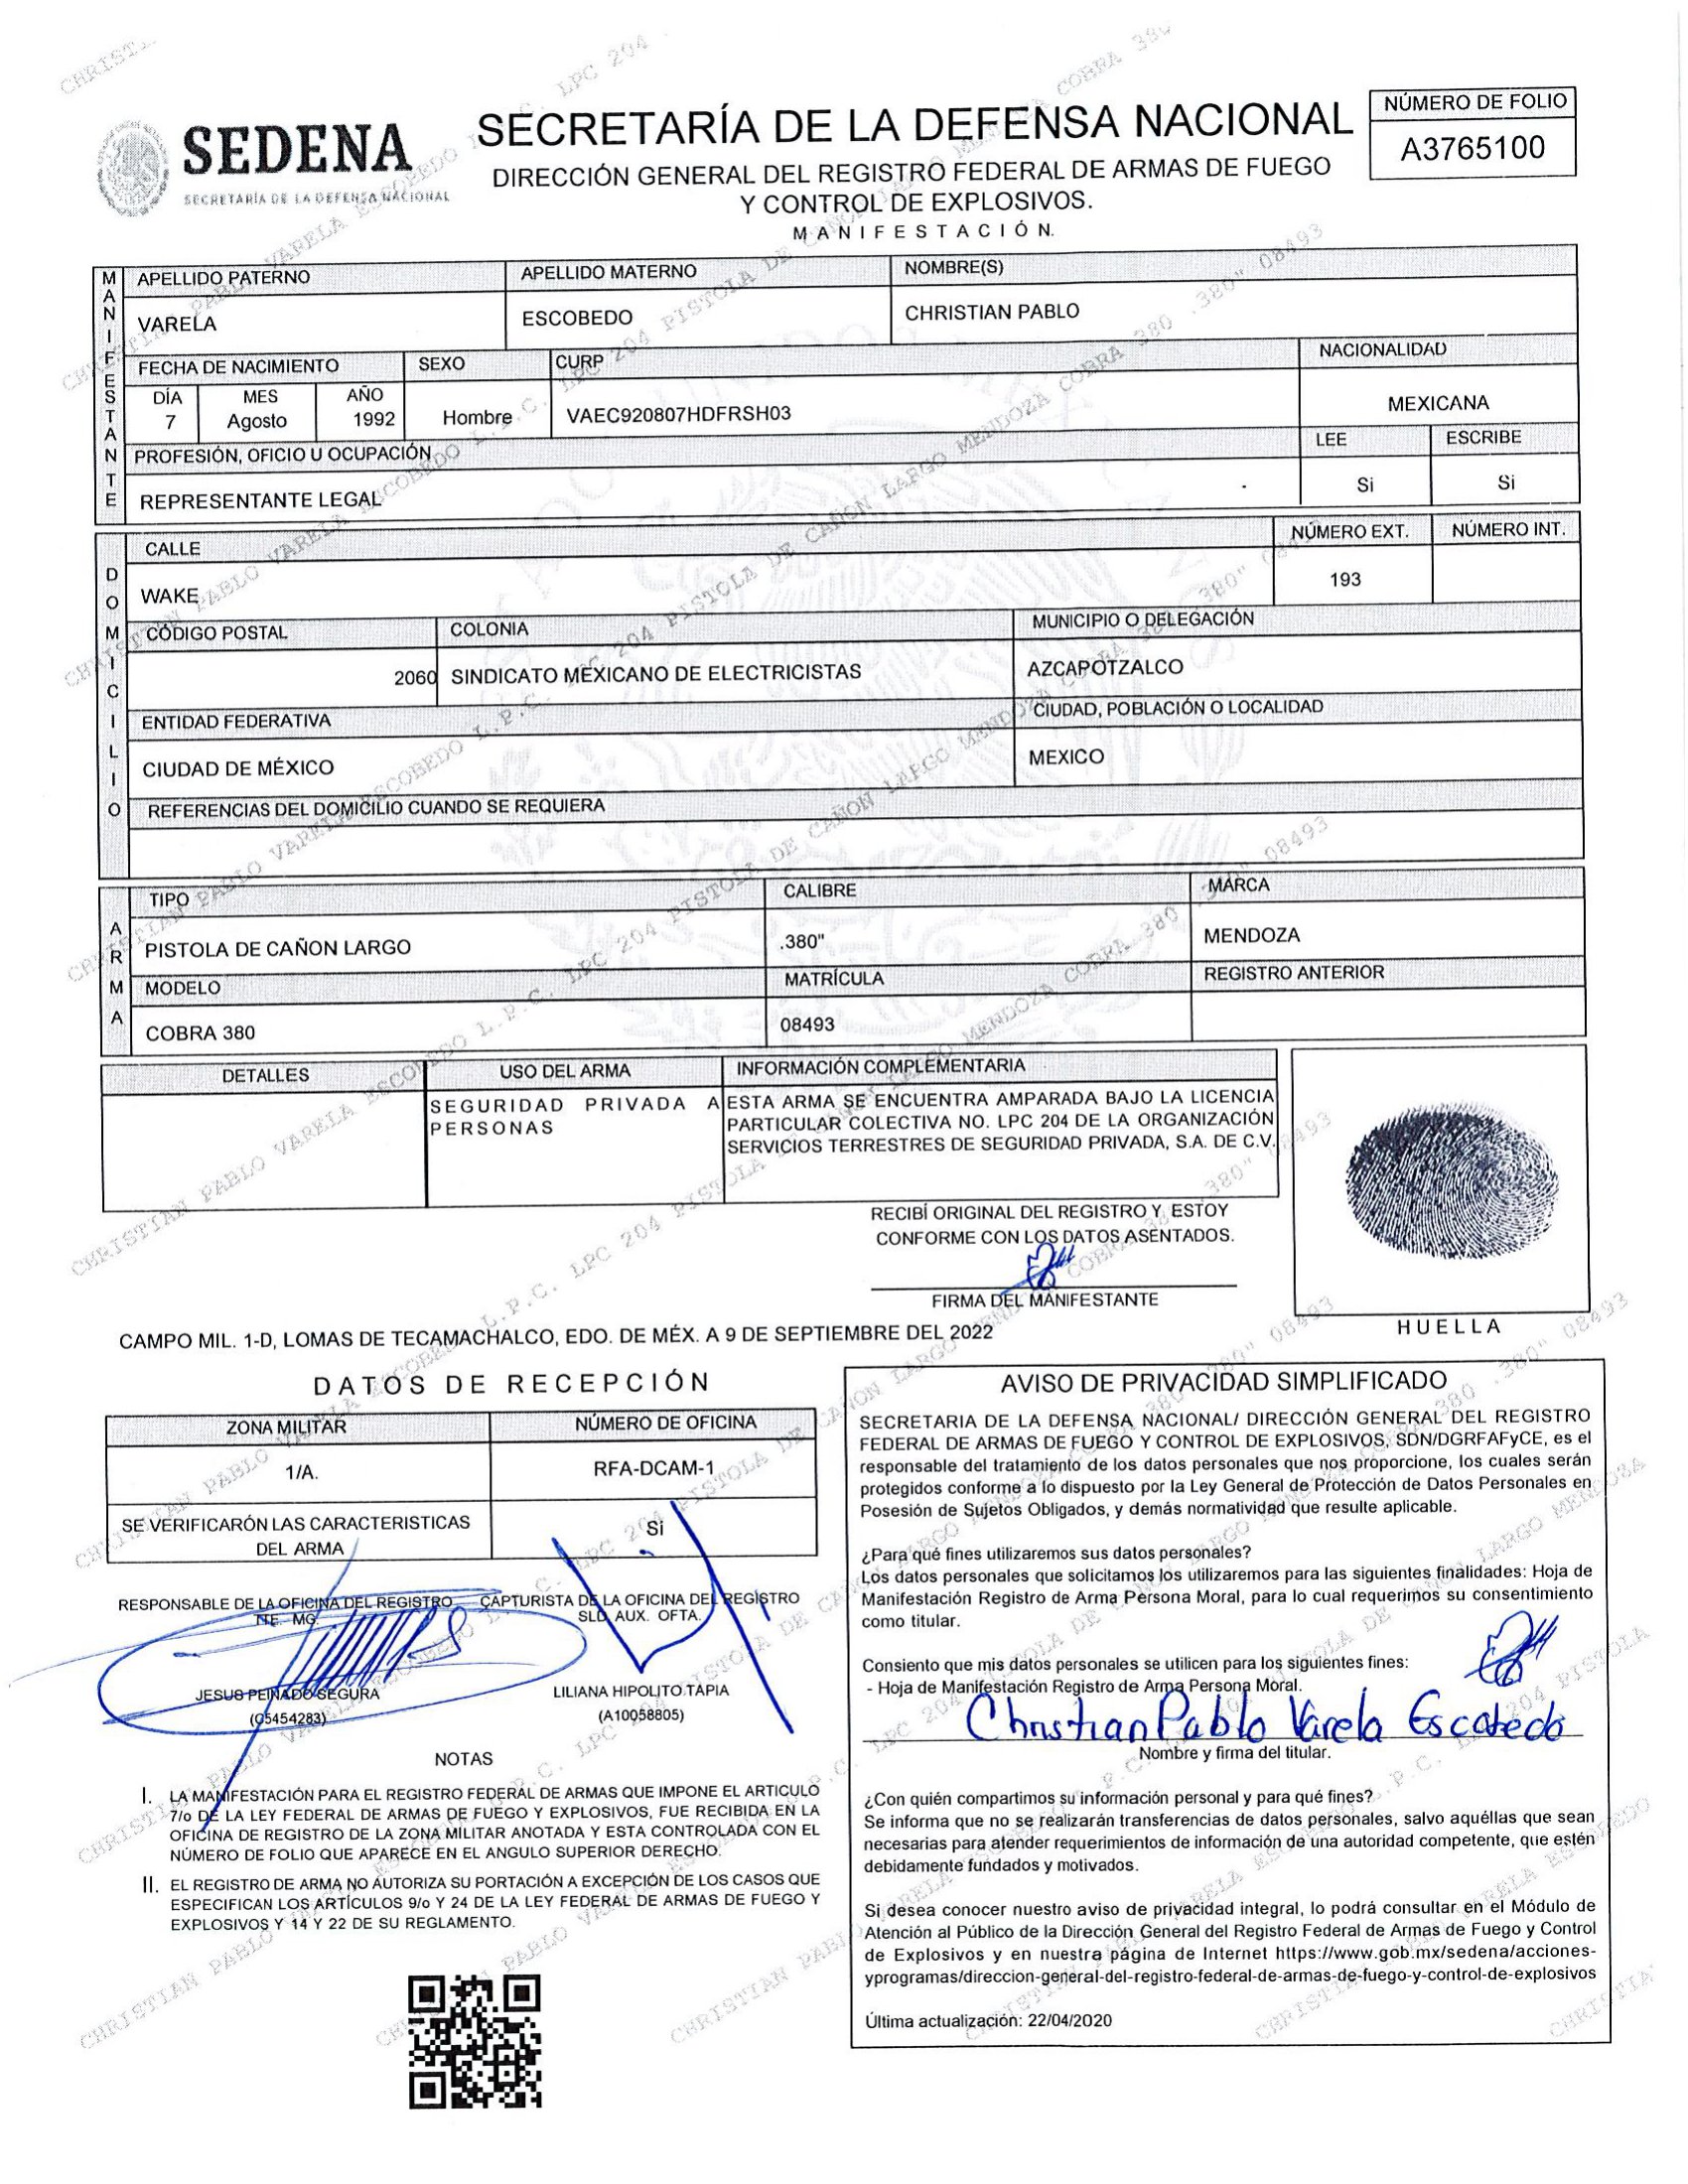 SEDENA
SECRETARÍA DE LA DEFENSA NACIONAL
SECRETARÍA DE LA DEFENSA NACIONAL
DIRECCIÓN GENERAL DEL REGISTRO FEDERAL DE ARMAS DE FUEGO
Y CONTROL DE EXPLOSIVOS.
MANIFESTACIÓN.
NÚMERO DE FOLIO
A3765100
MANIFESTANTE
APELLIDO PATERNO APELLIDO MATERNO NOMBRE(S)
VARELA ESCOBEDO CHRISTIAN PABLO
FECHA DE NACIMIENTO SEXO CURP NACIONALIDAD
DÍA MES AÑO
7 Agosto 1992 Hombre VAEC920807HDFRSH03 MEXICANA
PROFESIÓN, OFICIO U OCUPACIÓN LEE ESCRIBE
REPRESENTANTE LEGAL Si Si
DOMICILIO
CALLE NÚMERO EXT. NÚMERO INT.
WAKE 193
CÓDIGO POSTAL COLONIA MUNICIPIO O DELEGACIÓN
2060 SINDICATO MEXICANO DE ELECTRICISTAS AZCAPOTZALCO
ENTIDAD FEDERATIVA CIUDAD, POBLACIÓN O LOCALIDAD
CIUDAD DE MÉXICO MEXICO
REFERENCIAS DEL DOMICILIO CUANDO SE REQUIERA
ARMA
TIPO CALIBRE MARCA
PISTOLA DE CAÑON LARGO .380" MENDOZA
MODELO MATRÍCULA REGISTRO ANTERIOR
COBRA 380 08493
DETALLES USO DEL ARMA INFORMACIÓN COMPLEMENTARIA
SEGURIDAD PRIVADA A
PERSONAS
ESTA ARMA SE ENCUENTRA AMPARADA BAJO LA LICENCIA
PARTICULAR COLECTIVA NO. LPC 204 DE LA ORGANIZACIÓN
SERVICIOS TERRESTRES DE SEGURIDAD PRIVADA, S.A. DE C.V.
RECIBÍ ORIGINAL DEL REGISTRO Y ESTOY
CONFORME CON LOS DATOS ASENTADOS.
FIRMA DEL MANIFESTANTE
HUELLA
CAMPO MIL. 1-D, LOMAS DE TECAMACHALCO, EDO. DE MÉX. A 9 DE SEPTIEMBRE DEL 2022
DATOS DE RECEPCIÓN
ZONA MILITAR NÚMERO DE OFICINA
1/A. RFA-DCAM-1
SE VERIFICARÓN LAS CARACTERISTICAS
DEL ARMA
Si
RESPONSABLE DE LA OFICINA DEL REGISTRO
TTE. MG.
JESUS PEINADO SEGURA
(C5454283)
CAPTURISTA DE LA OFICINA DEL REGISTRO
SLD. AUX. OFTA.
LILIANA HIPOLITO TAPIA
(A10058805)
NOTAS
I. LA MANIFESTACIÓN PARA EL REGISTRO FEDERAL DE ARMAS QUE IMPONE EL ARTICULO
7/o DE LA LEY FEDERAL DE ARMAS DE FUEGO Y EXPLOSIVOS, FUE RECIBIDA EN LA
OFICINA DE REGISTRO DE LA ZONA MILITAR ANOTADA Y ESTA CONTROLADA CON EL
NÚMERO DE FOLIO QUE APARECE EN EL ANGULO SUPERIOR DERECHO.
II. EL REGISTRO DE ARMA NO AUTORIZA SU PORTACIÓN A EXCEPCIÓN DE LOS CASOS QUE
ESPECIFICAN LOS ARTÍCULOS 9/o Y 24 DE LA LEY FEDERAL DE ARMAS DE FUEGO Y
EXPLOSIVOS Y 14 Y 22 DE SU REGLAMENTO.
AVISO DE PRIVACIDAD SIMPLIFICADO
SECRETARIA DE LA DEFENSA NACIONAL/ DIRECCIÓN GENERAL DEL REGISTRO
FEDERAL DE ARMAS DE FUEGO Y CONTROL DE EXPLOSIVOS, SDN/DGRFAFyCE, es el
responsable del tratamiento de los datos personales que nos proporcione, los cuales serán
protegidos conforme a lo dispuesto por la Ley General de Protección de Datos Personales en
Posesión de Sujetos Obligados, y demás normatividad que resulte aplicable.
¿Para qué fines utilizaremos sus datos personales?
Los datos personales que solicitamos los utilizaremos para las siguientes finalidades: Hoja de
Manifestación Registro de Arma Persona Moral, para lo cual requerimos su consentimiento
como titular.
Consiento que mis datos personales se utilicen para los siguientes fines:
- Hoja de Manifestación Registro de Arma Persona Moral.
Christian Pablo Varela Escobedo
Nombre y firma del titular.
¿Con quién compartimos su información personal y para qué fines?
Se informa que no se realizarán transferencias de datos personales, salvo aquéllas que sean
necesarias para atender requerimientos de información de una autoridad competente, que estén
debidamente fundados y motivados.
Si desea conocer nuestro aviso de privacidad integral, lo podrá consultar en el Módulo de
Atención al Público de la Dirección General del Registro Federal de Armas de Fuego y Control
de Explosivos y en nuestra página de Internet https://www.gob.mx/sedena/acciones-
yprogramas/direccion-general-del-registro-federal-de-armas-de-fuego-y-control-de-explosivos
Última actualización: 22/04/2020